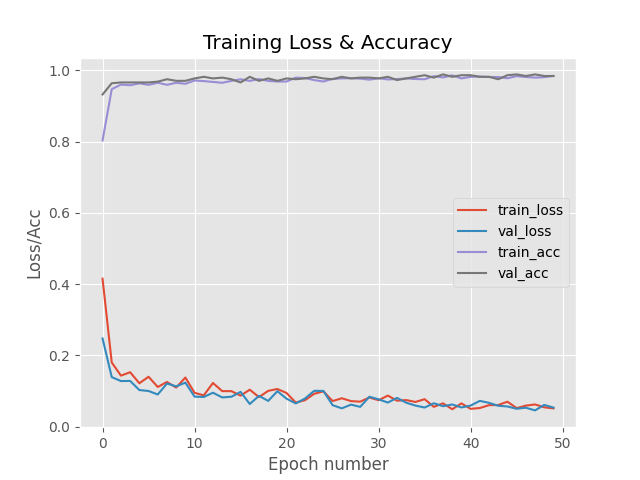 Training Loss & Accuracy
1.0
0.8
0.6
0.4
0.2
0.0
Loss/Acc
train_loss
val_loss
train_acc
val_acc
0
10
20
30
40
50
Epoch number